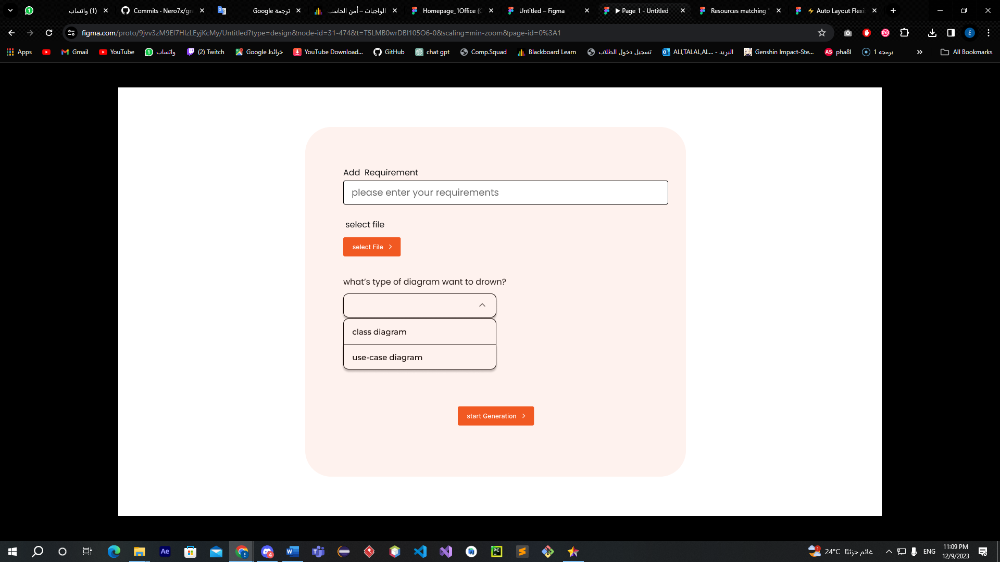 واتساب (1)
Commits · Nero7x/gra
ترجمة Google
الواجبات – أمن الحاسب
Homepage_1Office (C
Untitled – Figma
▶ Page 1 - Untitled
Resources matching "
⚡ Auto Layout Flexi
figma.com/proto/9jvv3zM9El7HlzLEyjKcMy/Untitled?type=design&node-id=31-474&t=T5LMB0wrDBI105O6-0&scaling=min-zoom&page-id=0%3A1
Apps
Gmail
YouTube
واتساب
(2) Twitch
خرائط Google
YouTube Download...
GitHub
chat gpt
Comp.Squad
Blackboard Learn
تسجيل دخول الطلاب
البريد - ALI,TALAL,AL...
Genshin Impact-Ste...
AS pha8l
برمجه 1
All Bookmarks
Add Requirement
please enter your requirements
select file
select File
what's type of diagram want to drown?
class diagram
use-case diagram
start Generation
24°C غائم جزئيًا
ENG
11:09 PM
12/9/2023